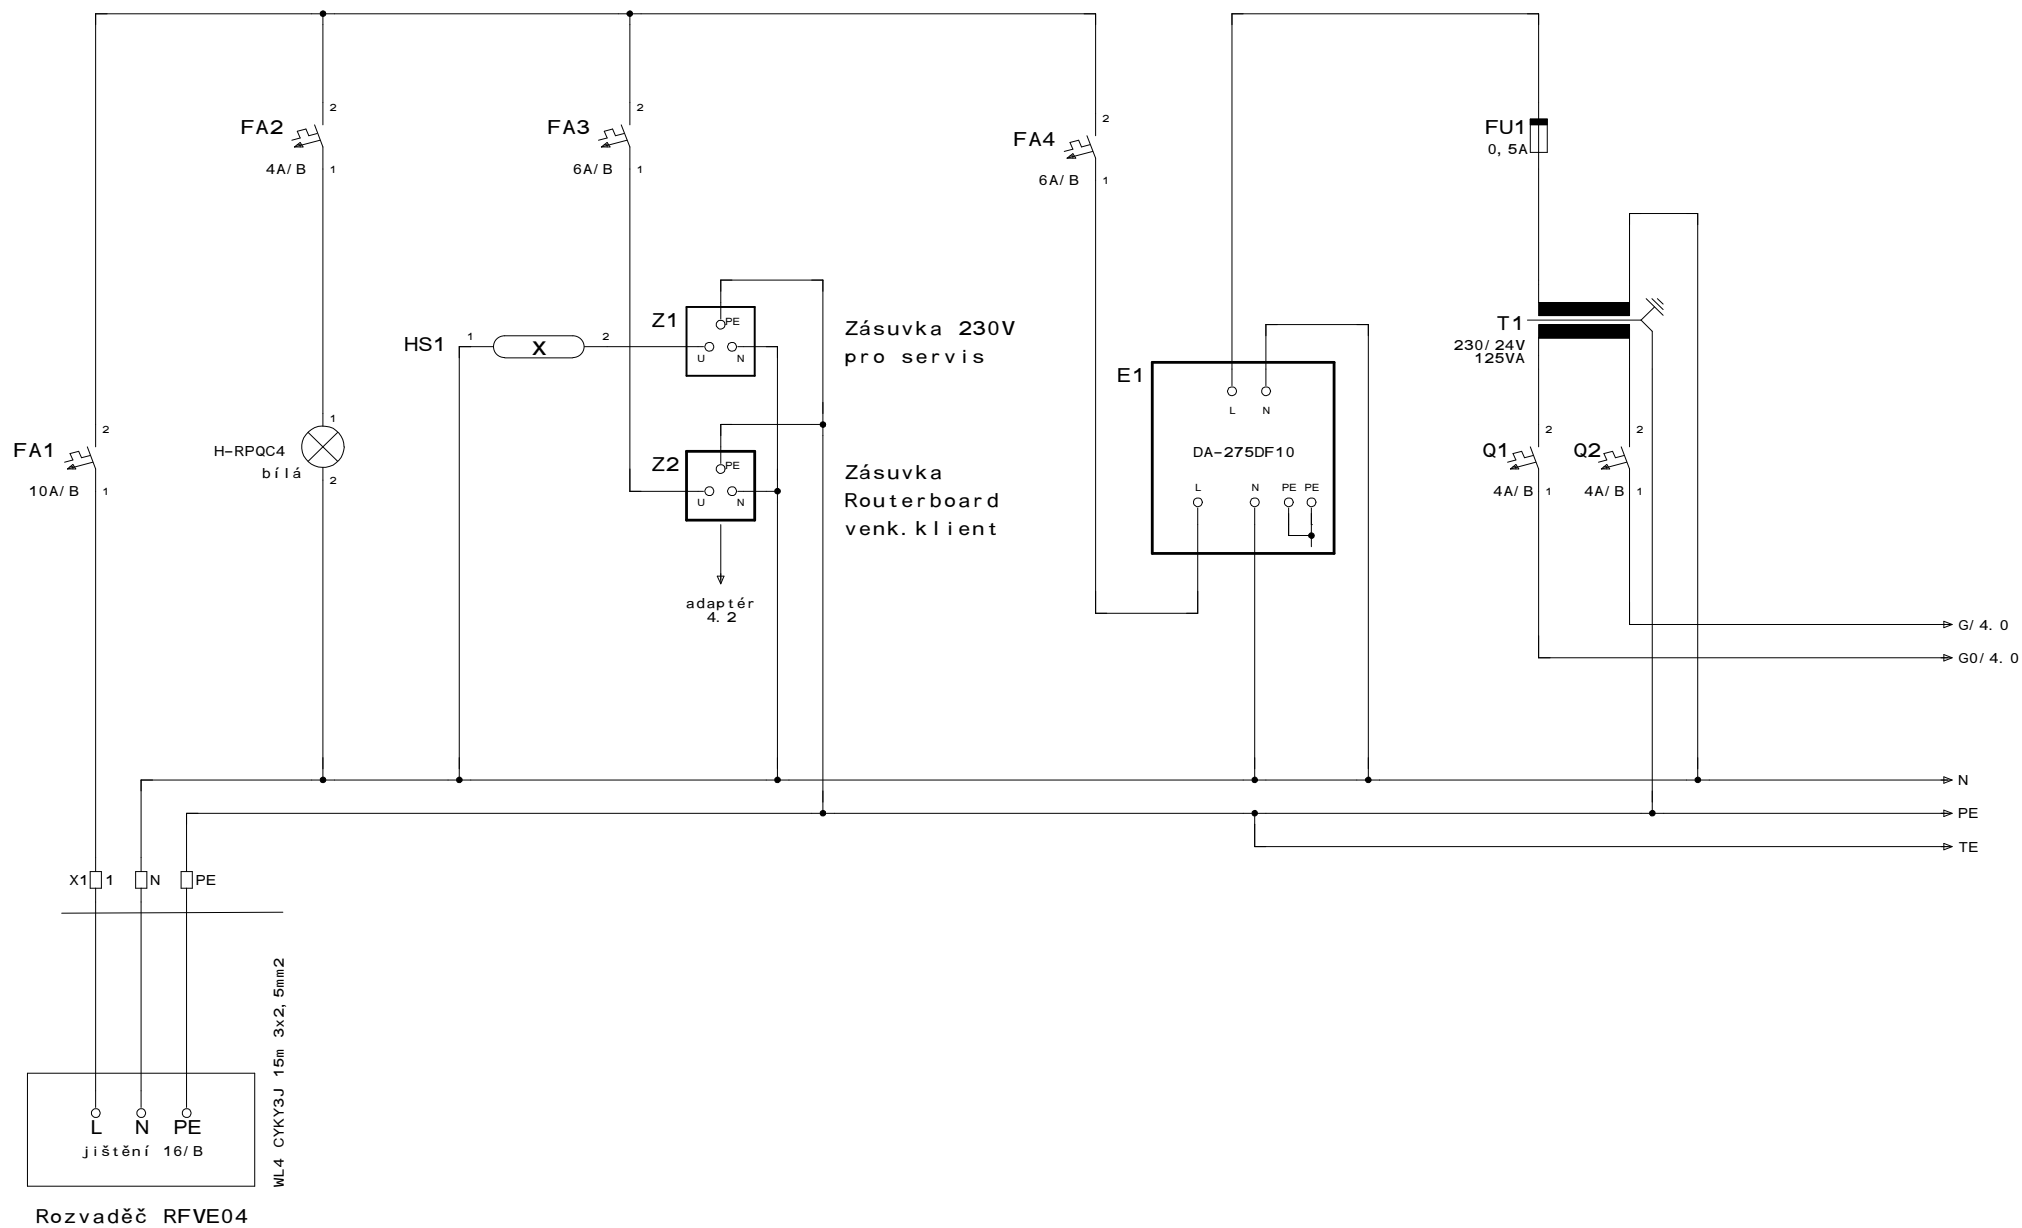 2
2
2
2
FA2
FA3
FA4
FU1
0,5A
4A/B 1
6A/B 1
6A/B 1
Z1
PE
U N
Zásuvka 230V
pro servis
HS1
1
X
2
T1
230/24V
125VA
E1
L N
DA-275DF10
L N PE PE
FA1
2
10A/B 1
H-RPQC4
bílá
1
2
Z2
PE
U N
Zásuvka
Routerboard
venk.klient
adaptér
4.2
Q1
2
4A/B 1
Q2
2
4A/B 1
G/4.0
G0/4.0
N
PE
TE
X1 1 N PE
WL4 CYKY3J 15m 3x2,5mm2
L N PE
jištění 16/B
Rozvaděč RFVE04